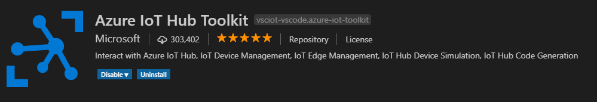 Azure IoT Hub Toolkit vsciot-vscode.azure-iot-toolkit
Microsoft 303,402 Repository License
Interact with Azure IoT Hub, IoT Device Management, IoT Edge Management, IoT Hub Device Simulation, IoT Hub Code Generation
Disable Uninstall